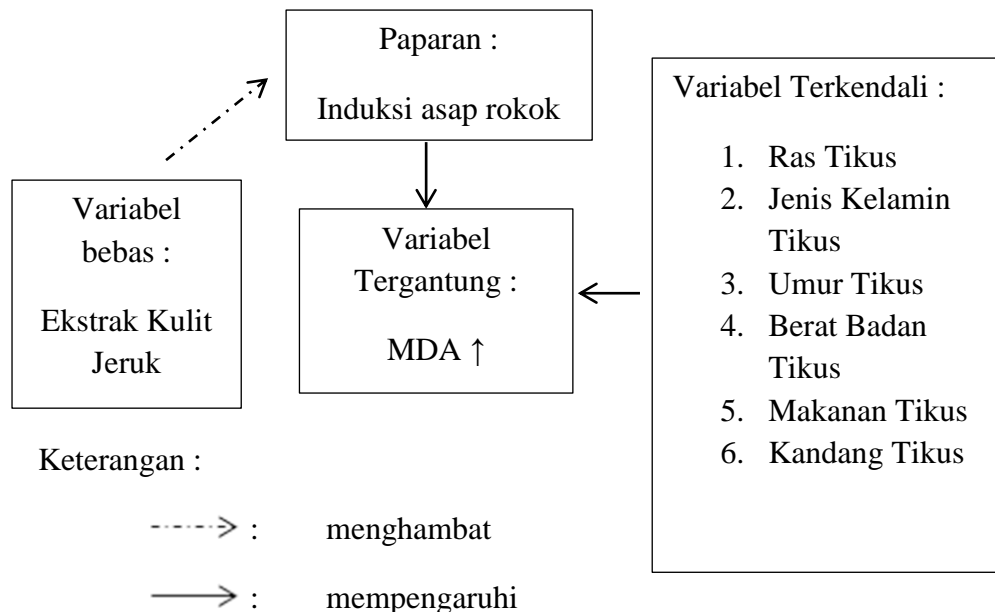 Paparan :
Induksi asap rokok
Variabel
bebas :
Ekstrak Kulit
Jeruk
Variabel
Tergantung :
MDA ↑
Variabel Terkendali :
1. Ras Tikus
2. Jenis Kelamin
Tikus
3. Umur Tikus
4. Berat Badan
Tikus
5. Makanan Tikus
6. Kandang Tikus
Keterangan :
: menghambat
: mempengaruhi